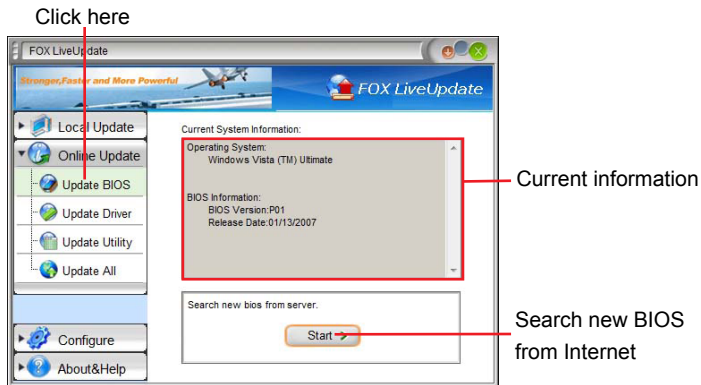 Click here
FOX LiveUpdate
Stronger,Faster and More Powerful
FOX LiveUpdate
Local Update
Online Update
Update BIOS
Update Driver
Update Utility
Update All
Configure
About&Help
Current System Information:
Operating System:
Windows Vista (TM) Ultimate
BIOS Information:
BIOS Version:P01
Release Date:01/13/2007
Search new bios from server.
Start
Current information
Search new BIOS
from Internet